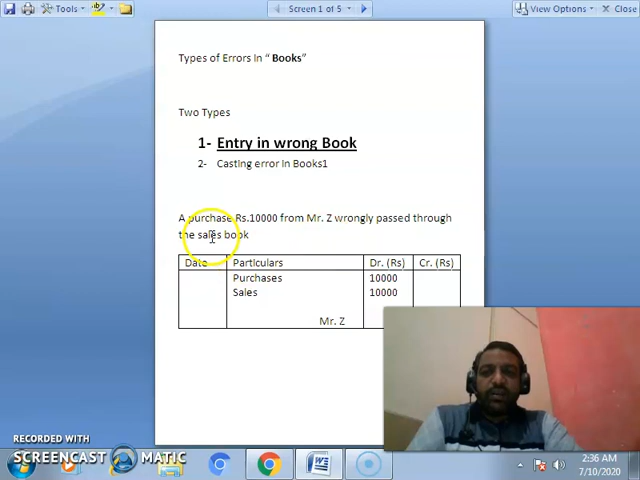 Tools
Screen 1 of 5
View Options
Close
Types of Errors in “ Books”
Two Types
1- Entry in wrong Book
2- Casting error in Books1
A purchase Rs.10000 from Mr. Z wrongly passed through
the sales book
Date Particulars Dr. (Rs) Cr. (Rs)
Purchases 10000
Sales 10000
Mr. Z
RECORDED WITH
SCREENCAST MATIC
2:36 AM
7/10/2020